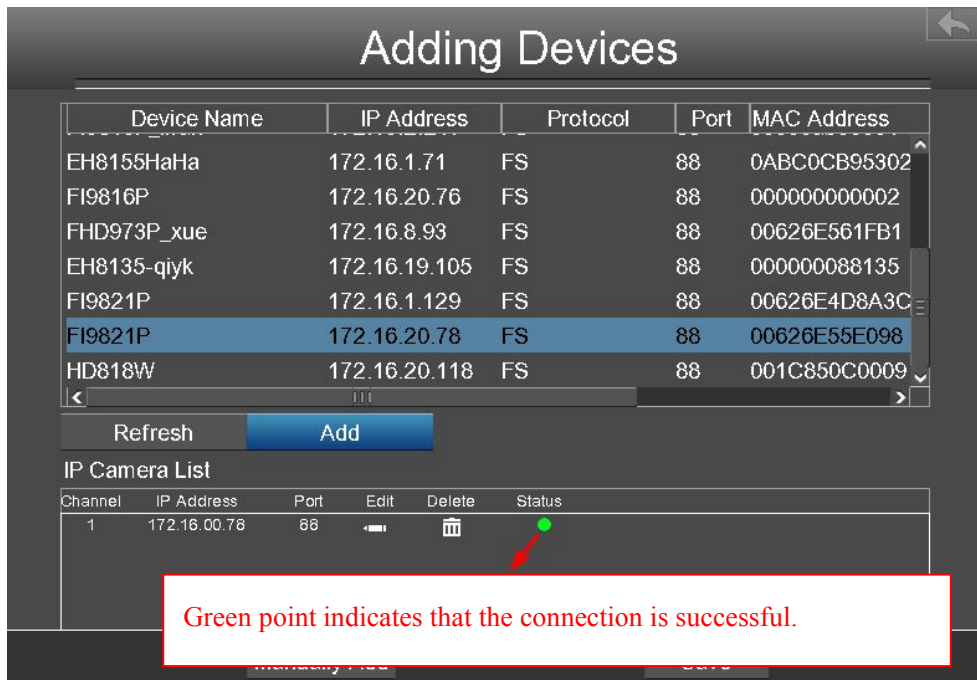 Adding Devices
Device Name IP Address Protocol Port MAC Address
EH8155HaHa 172.16.1.71 FS 88 0ABC0CB95302
FI9816P 172.16.20.76 FS 88 000000000002
FHD973P_xue 172.16.8.93 FS 88 00626E561FB1
EH8135-qiyk 172.16.19.105 FS 88 000000088135
FI9821P 172.16.1.129 FS 88 00626E4D8A3C
FI9821P 172.16.20.78 FS 88 00626E55E098
HD818W 172.16.20.118 FS 88 001C850C0009
Refresh Add
IP Camera List
Channel IP Address Port Edit Delete Status
1 172.16.00.78 88
Green point indicates that the connection is successful.
Manually Add Save